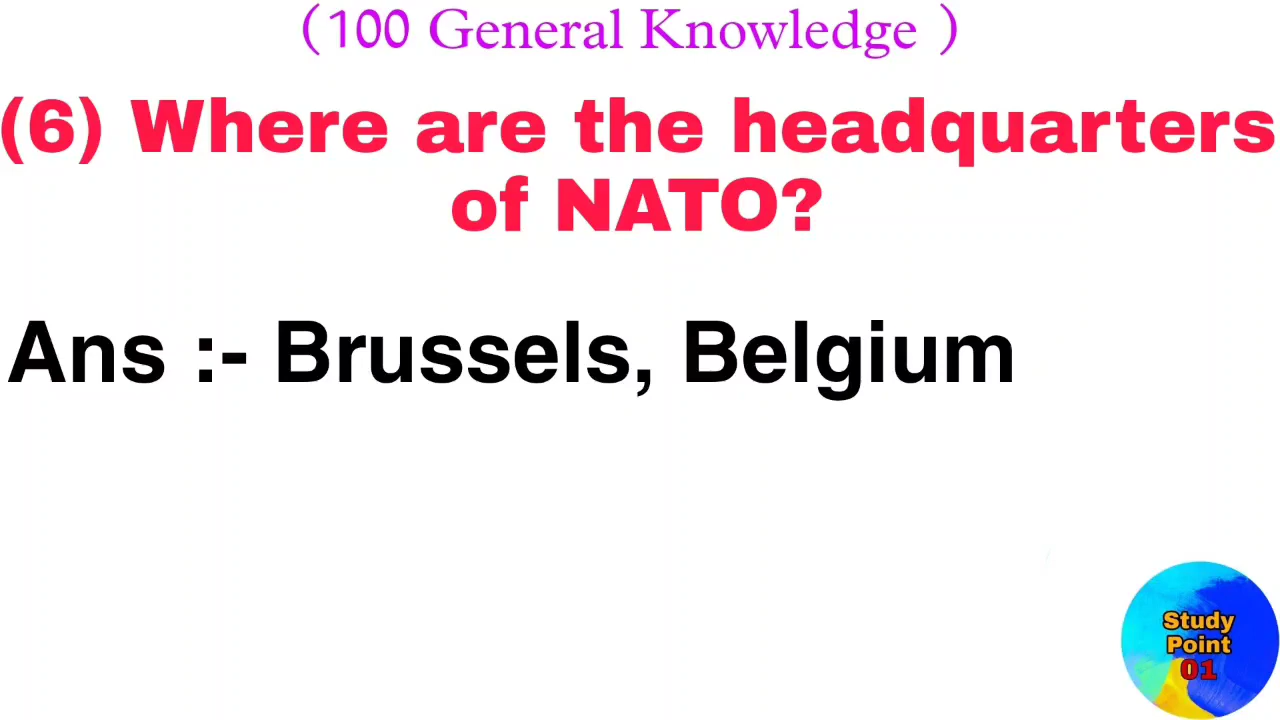 (100 General Knowledge )
(6) Where are the headquarters
of NATO?
Ans :- Brussels, Belgium
Study
Point
01